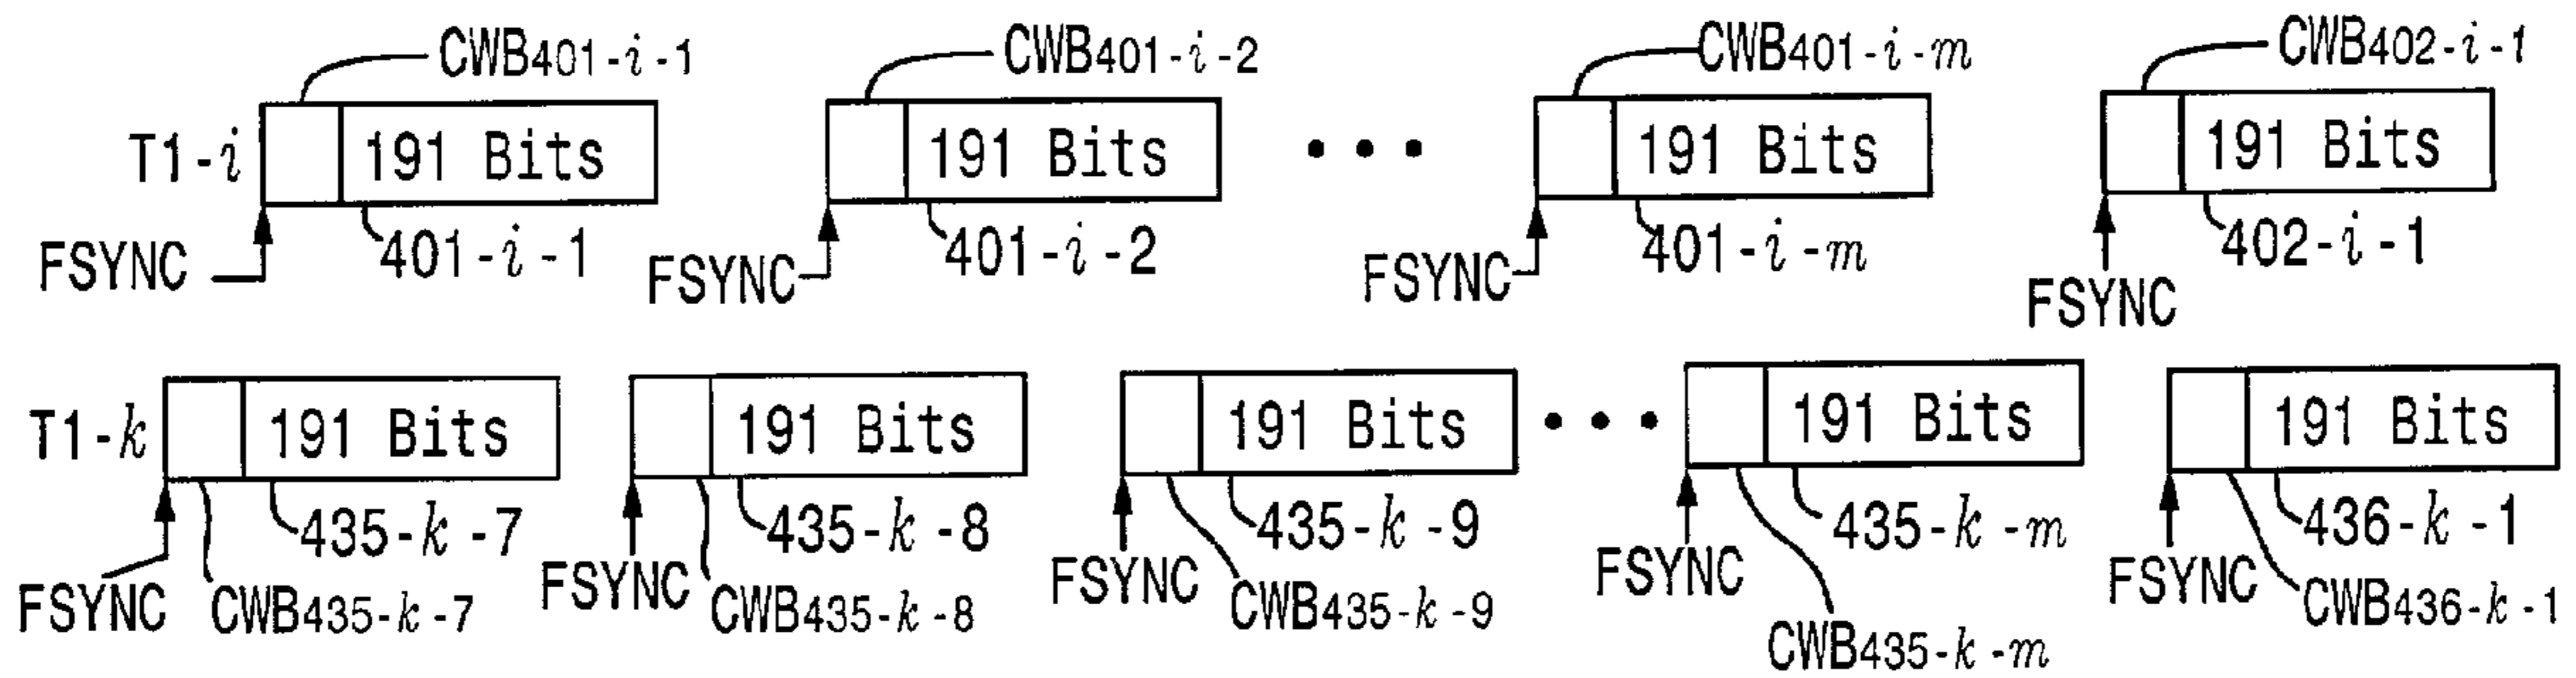 CWB401-i-1 CWB401-i-2 CWB401-i-m CWB402-i-1
T1-i 191 Bits 191 Bits • • • 191 Bits 191 Bits
FSYNC 401-i-1 FSYNC 401-i-2 FSYNC 401-i-m FSYNC 402-i-1
T1-k 191 Bits 191 Bits 191 Bits • • • 191 Bits 191 Bits
435-k-7 435-k-8 435-k-9 435-k-m 436-k-1
FSYNC CWB435-k-7 FSYNC CWB435-k-8 FSYNC CWB435-k-9 FSYNC CWB435-k-m FSYNC CWB436-k-1